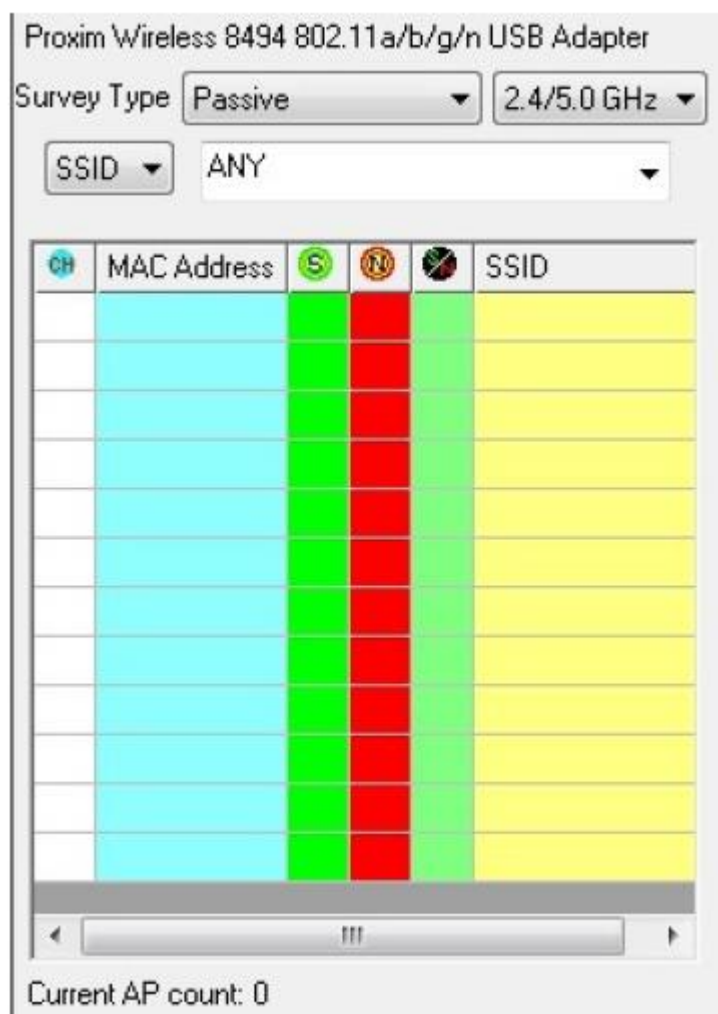 Proxim Wireless 8494 802.11a/b/g/n USB Adapter
Survey Type Passive 2.4/5.0 GHz
SSID ANY
CH MAC Address S N SSID
Current AP count: 0